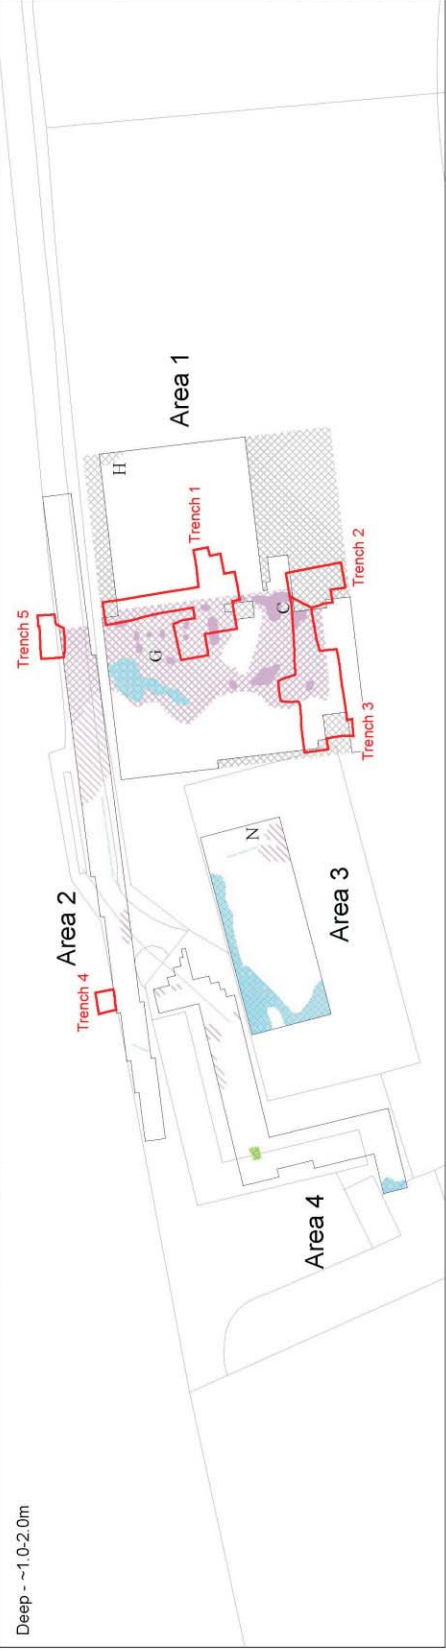 Deep - ~1.0-2.0m
Trench 5
Area 2
Trench 4
Area 1
H
Trench 1
G
C
Trench 2
Trench 3
N
Area 3
Area 4